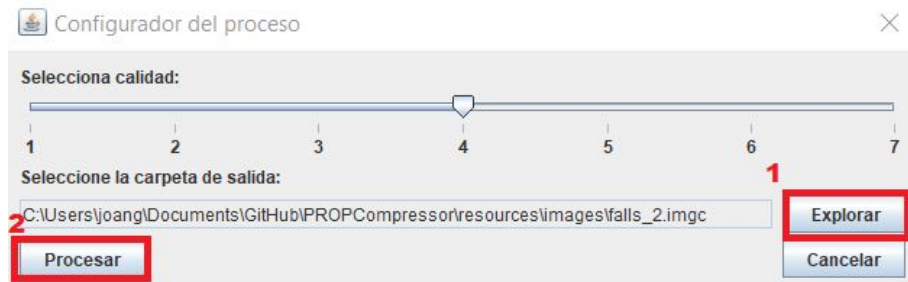 Configurador del proceso
Selecciona calidad:
1 2 3 4 5 6 7
Seleccione la carpeta de salida:
1
C:\Users\joang\Documents\GitHub\PROPCompressor\resources\images\falls_2.imgc
Explorar
2
Procesar
Cancelar